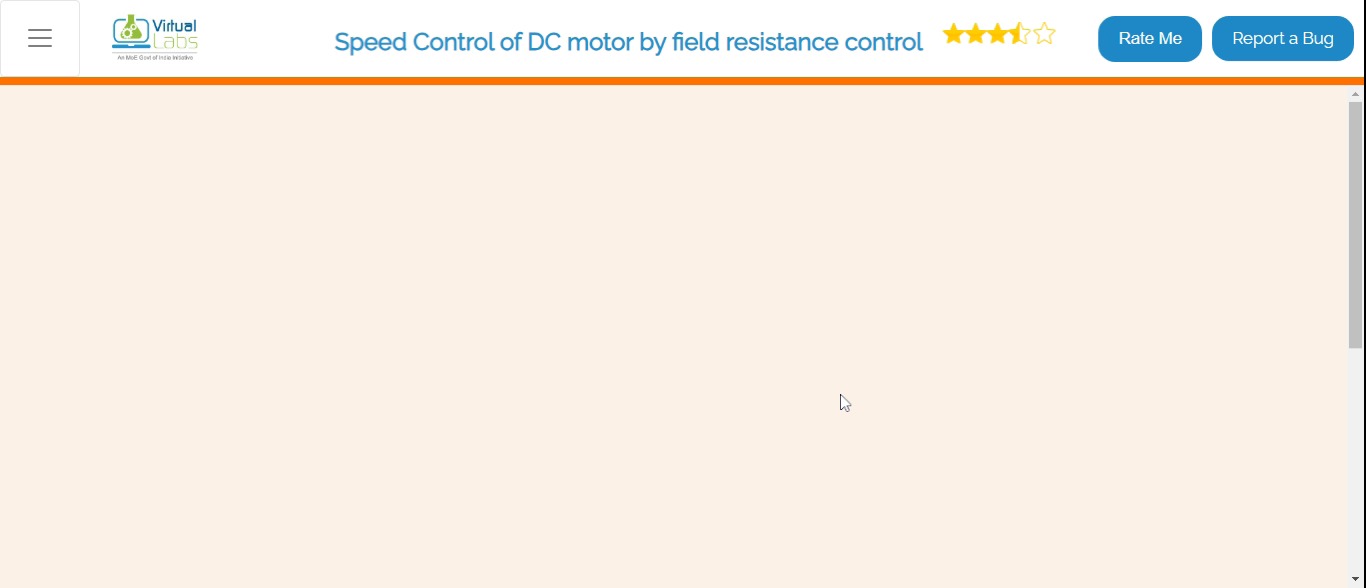 Virtual
Labs
An MoE Govt of India Initiative
Speed Control of DC motor by field resistance control
Rate Me
Report a Bug